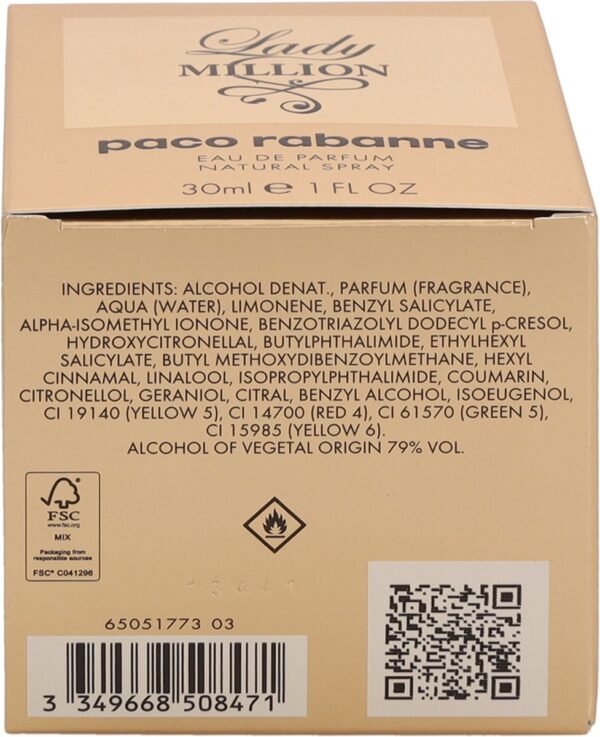 Lady
MILLION
paco rabanne
EAU DE PARFUM
NATURAL SPRAY
30ml e 1 FL OZ
INGREDIENTS: ALCOHOL DENAT., PARFUM (FRAGRANCE),
AQUA (WATER), LIMONENE, BENZYL SALICYLATE,
ALPHA-ISOMETHYL IONONE, BENZOTRIAZOLYL DODECYL p-CRESOL,
HYDROXYCITRONELLAL, BUTYLPHTHALIMIDE, ETHYLHEXYL
SALICYLATE, BUTYL METHOXYDIBENZOYLMETHANE, HEXYL
CINNAMAL, LINALOOL, ISOPROPYLPHTHALIMIDE, COUMARIN,
CITRONELLOL, GERANIOL, CITRAL, BENZYL ALCOHOL, ISOEUGENOL,
CI 19140 (YELLOW 5), CI 14700 (RED 4), CI 61570 (GREEN 5),
CI 15985 (YELLOW 6).
ALCOHOL OF VEGETAL ORIGIN 79% VOL.
FSC
www.fsc.org
MIX
Packaging from
responsible sources
FSC® C041296
65051773 03
3 349668 508471